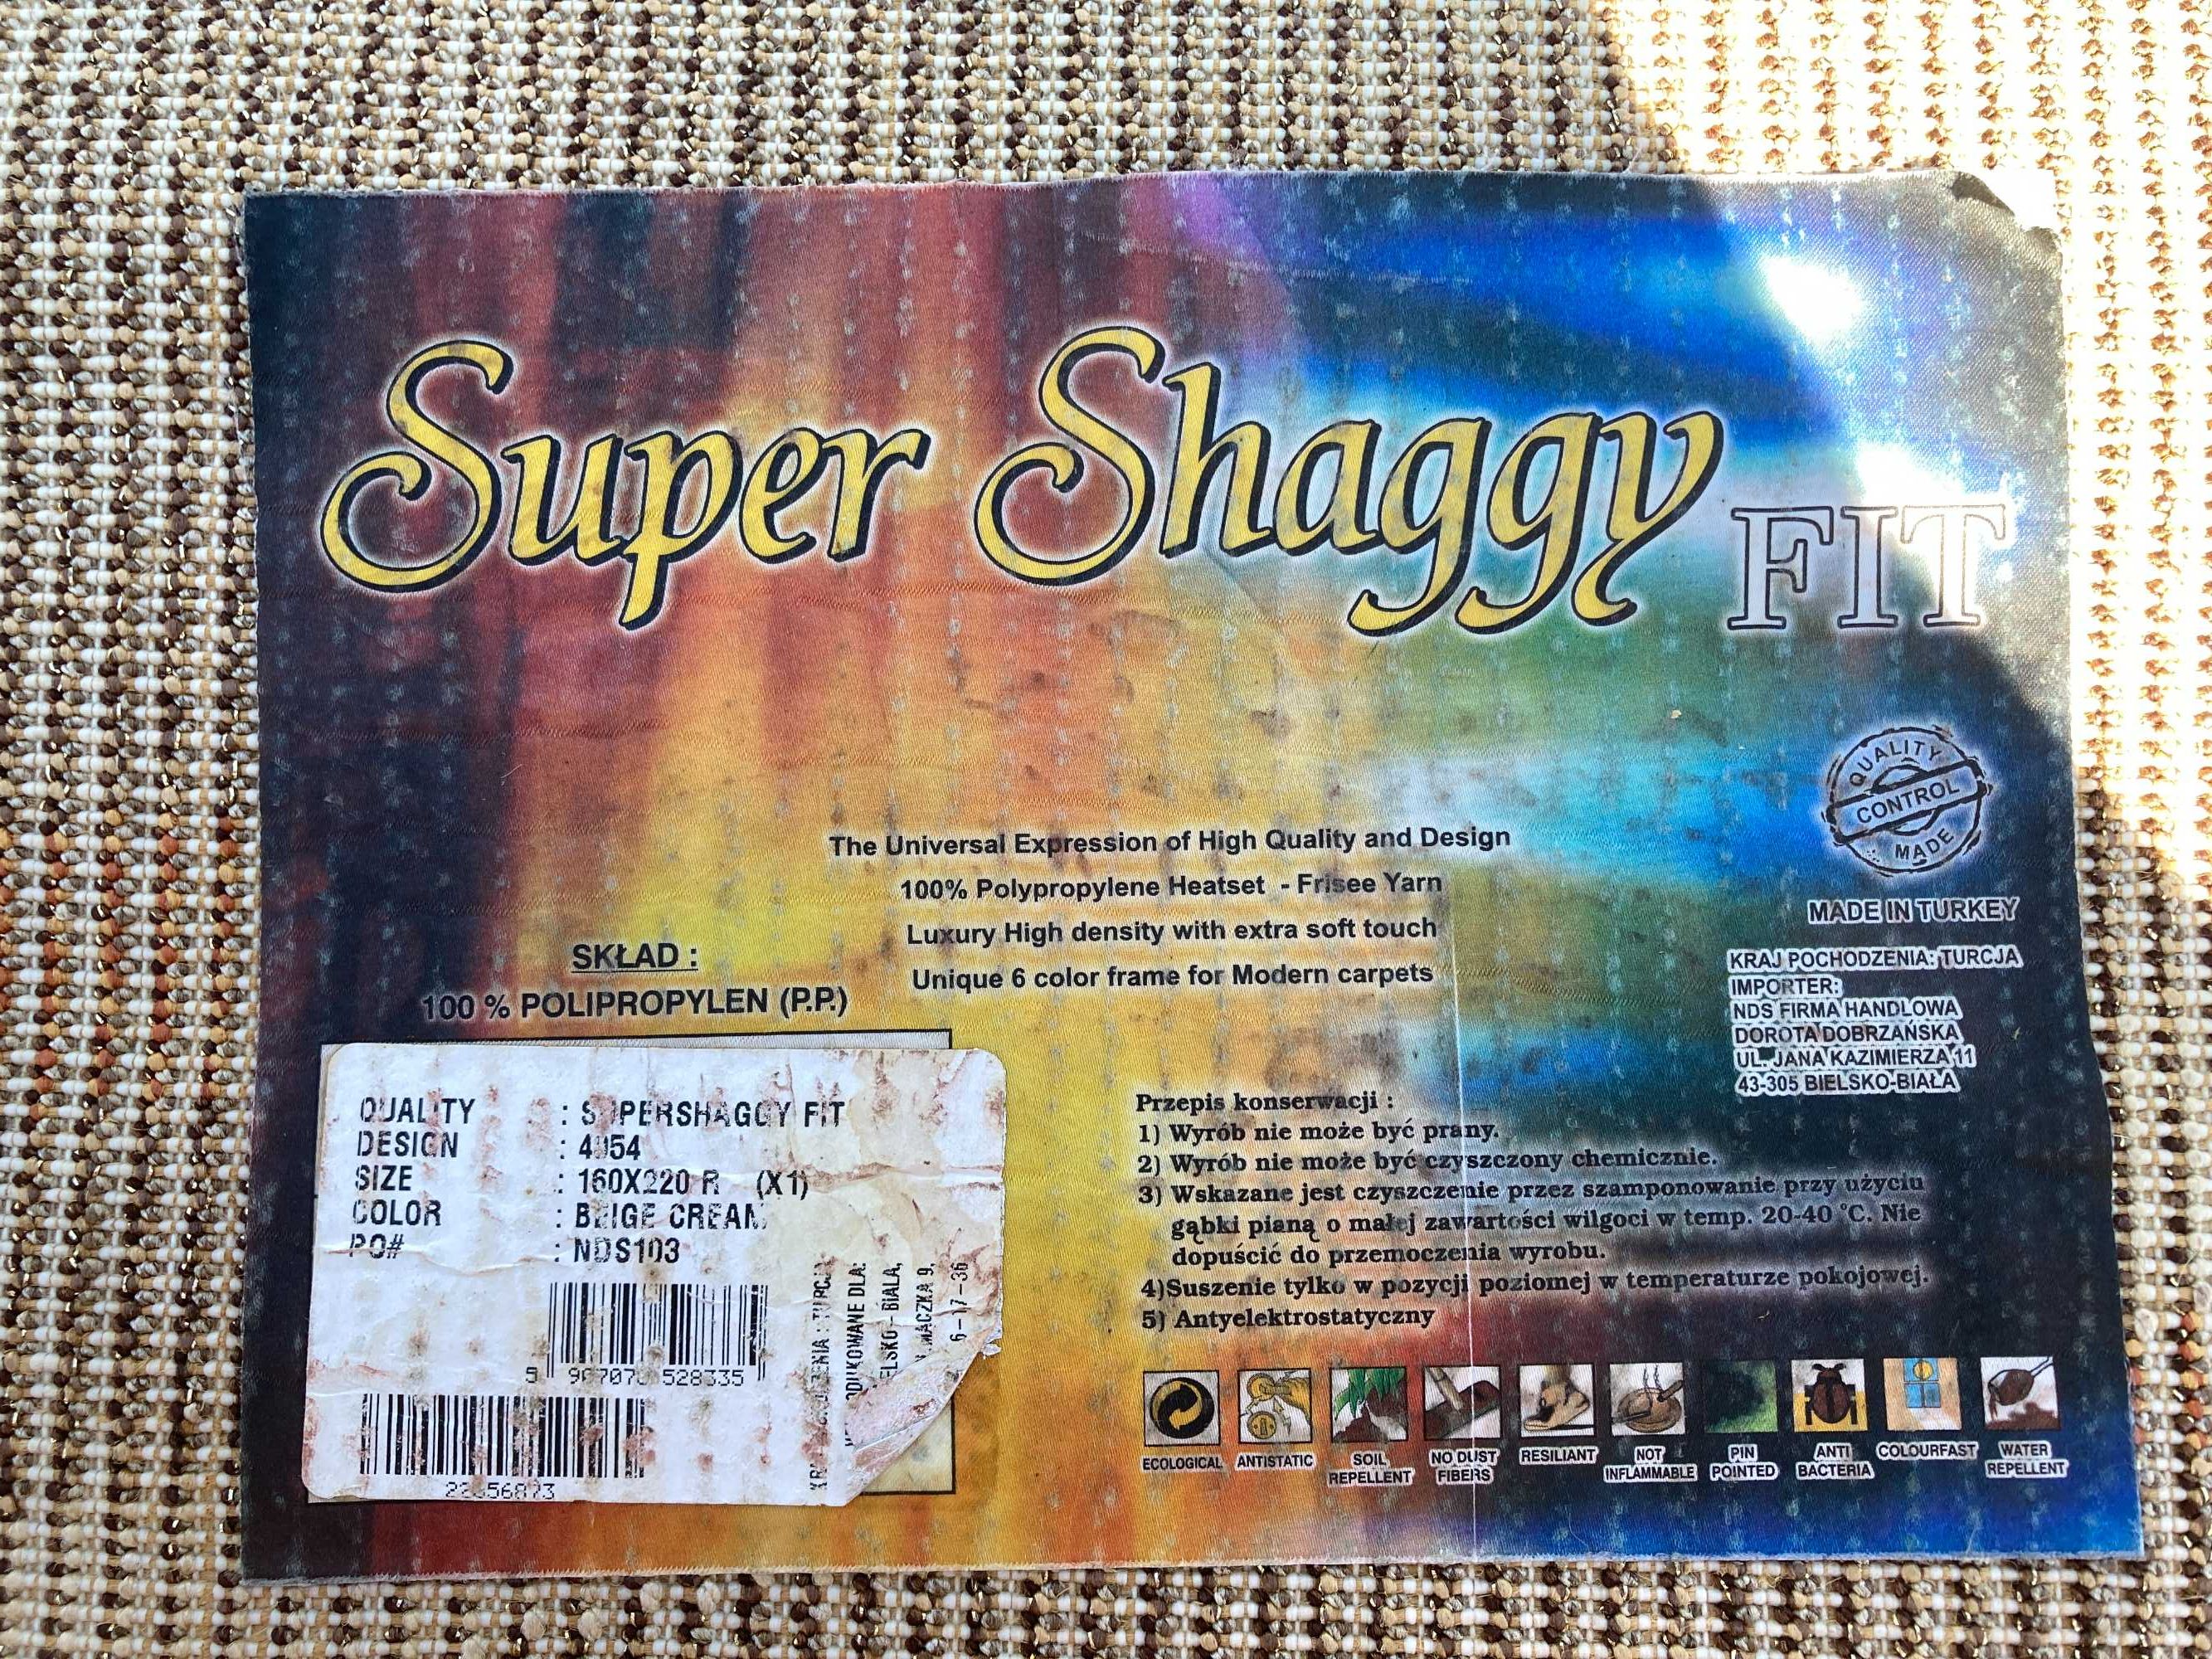 Super Shaggy FIT
QUALITY
CONTROL
MADE
The Universal Expression of High Quality and Design
100% Polypropylene Heatset - Frisee Yarn
Luxury High density with extra soft touch
Unique 6 color frame for Modern carpets
MADE IN TURKEY
KRAJ POCHODZENIA: TURCJA
IMPORTER:
NDS FIRMA HANDLOWA
DOROTA DOBRZAŃSKA
UL. JANA KAZIMIERZA 11
43-305 BIELSKO-BIAŁA
SKŁAD :
100 % POLIPROPYLEN (P.P.)
QUALITY : SUPERSHAGGY FIT
DESIGN :
SIZE : 160X220 R (X1)
COLOR : BEIGE CREAM
PO# : NDS103
528335
DLA:
6-17-36
Przepis konserwacji :
1) Wyrób nie może być prany.
2) Wyrób nie może być czyszczony chemicznie.
3) Wskazane jest czyszczenie przez szamponowanie przy użyciu
gąbki pianą o małej zawartości wilgoci w temp. 20-40 °C. Nie
dopuścić do przemoczenia wyrobu.
4)Suszenie tylko w pozycji poziomej w temperaturze pokojowej.
5) Antyelektrostatyczny
ECOLOGICAL
ANTISTATIC
SOIL
REPELLENT
NO DUST
FIBERS
RESILIANT
NOT
INFLAMMABLE
PIN
POINTED
ANTI
BACTERIA
COLOURFAST
WATER
REPELLENT